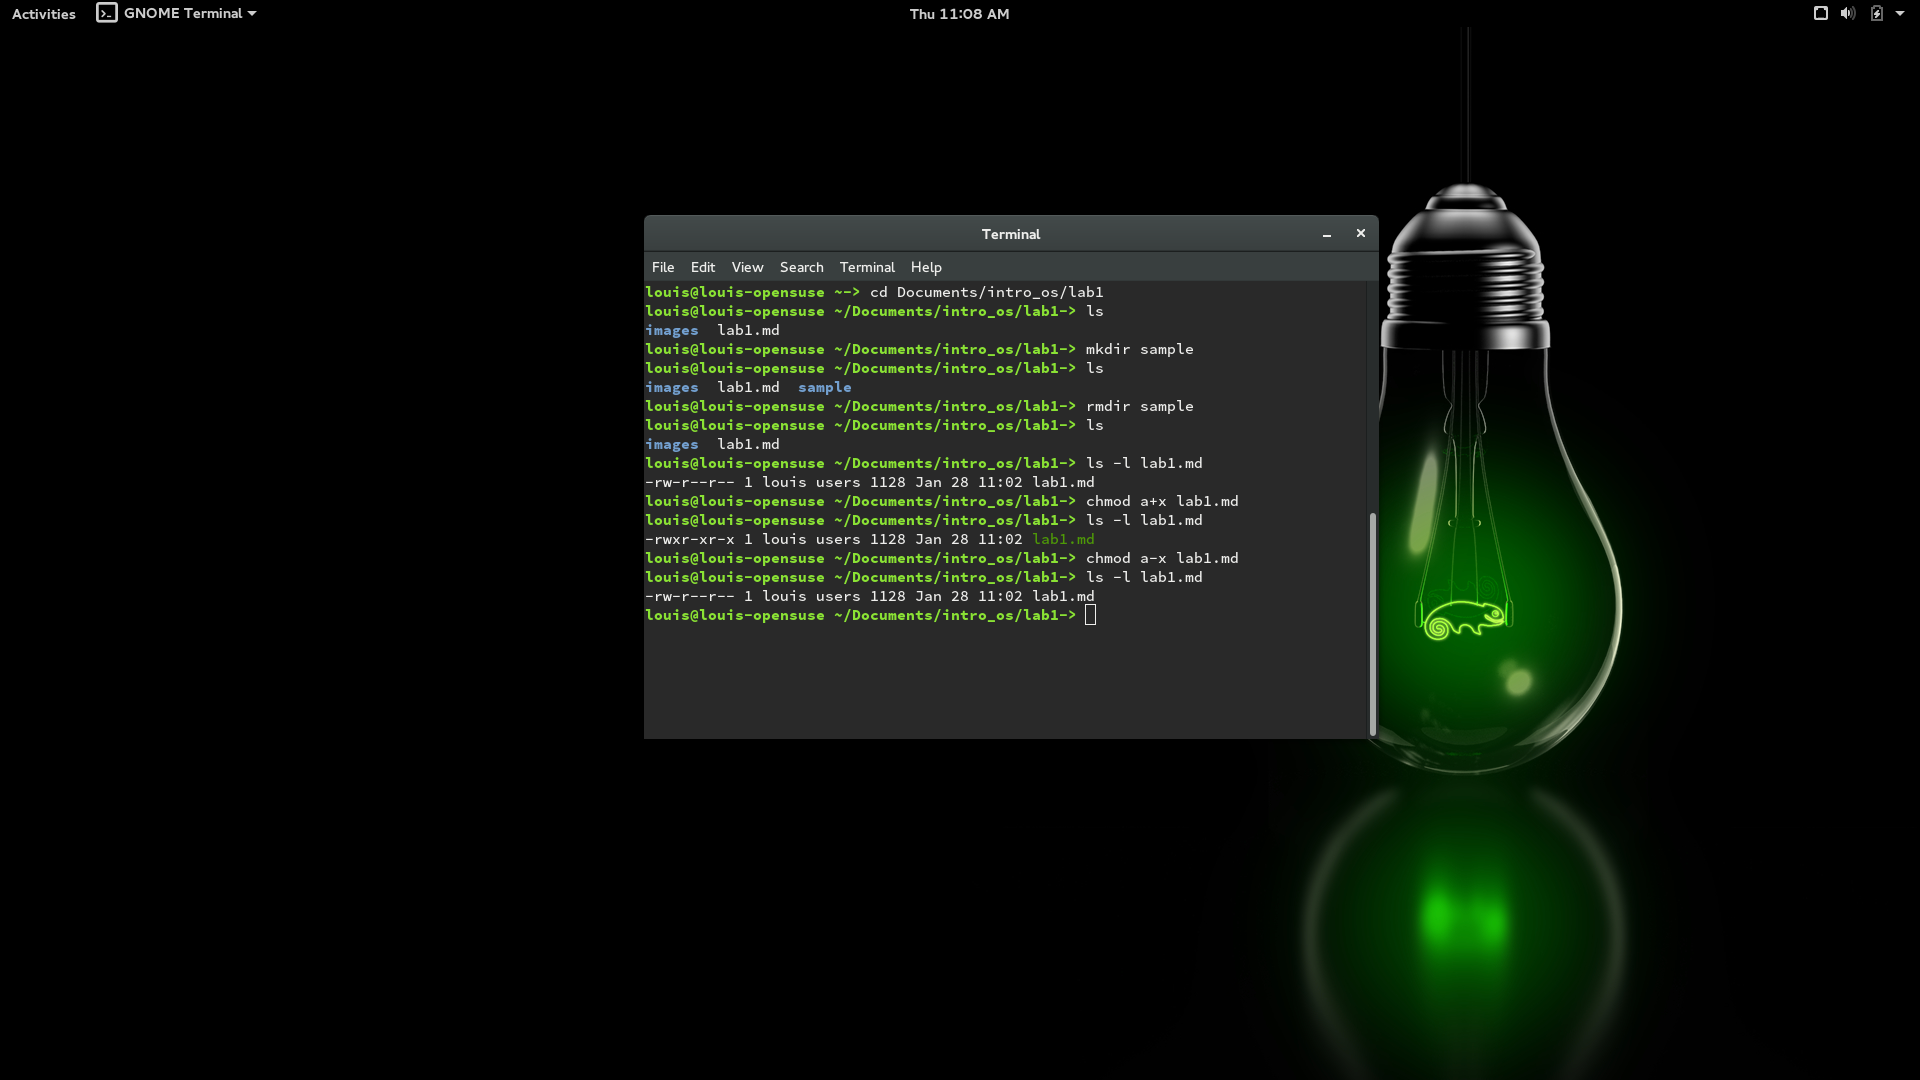 Activities GNOME Terminal Thu 11:08 AM
Terminal
File Edit View Search Terminal Help
louis@louis-opensuse ~-> cd Documents/intro_os/lab1
louis@louis-opensuse ~/Documents/intro_os/lab1-> ls
images  lab1.md
louis@louis-opensuse ~/Documents/intro_os/lab1-> mkdir sample
louis@louis-opensuse ~/Documents/intro_os/lab1-> ls
images  lab1.md  sample
louis@louis-opensuse ~/Documents/intro_os/lab1-> rmdir sample
louis@louis-opensuse ~/Documents/intro_os/lab1-> ls
images  lab1.md
louis@louis-opensuse ~/Documents/intro_os/lab1-> ls -l lab1.md
-rw-r--r-- 1 louis users 1128 Jan 28 11:02 lab1.md
louis@louis-opensuse ~/Documents/intro_os/lab1-> chmod a+x lab1.md
louis@louis-opensuse ~/Documents/intro_os/lab1-> ls -l lab1.md
-rwxr-xr-x 1 louis users 1128 Jan 28 11:02 lab1.md
louis@louis-opensuse ~/Documents/intro_os/lab1-> chmod a-x lab1.md
louis@louis-opensuse ~/Documents/intro_os/lab1-> ls -l lab1.md
-rw-r--r-- 1 louis users 1128 Jan 28 11:02 lab1.md
louis@louis-opensuse ~/Documents/intro_os/lab1->